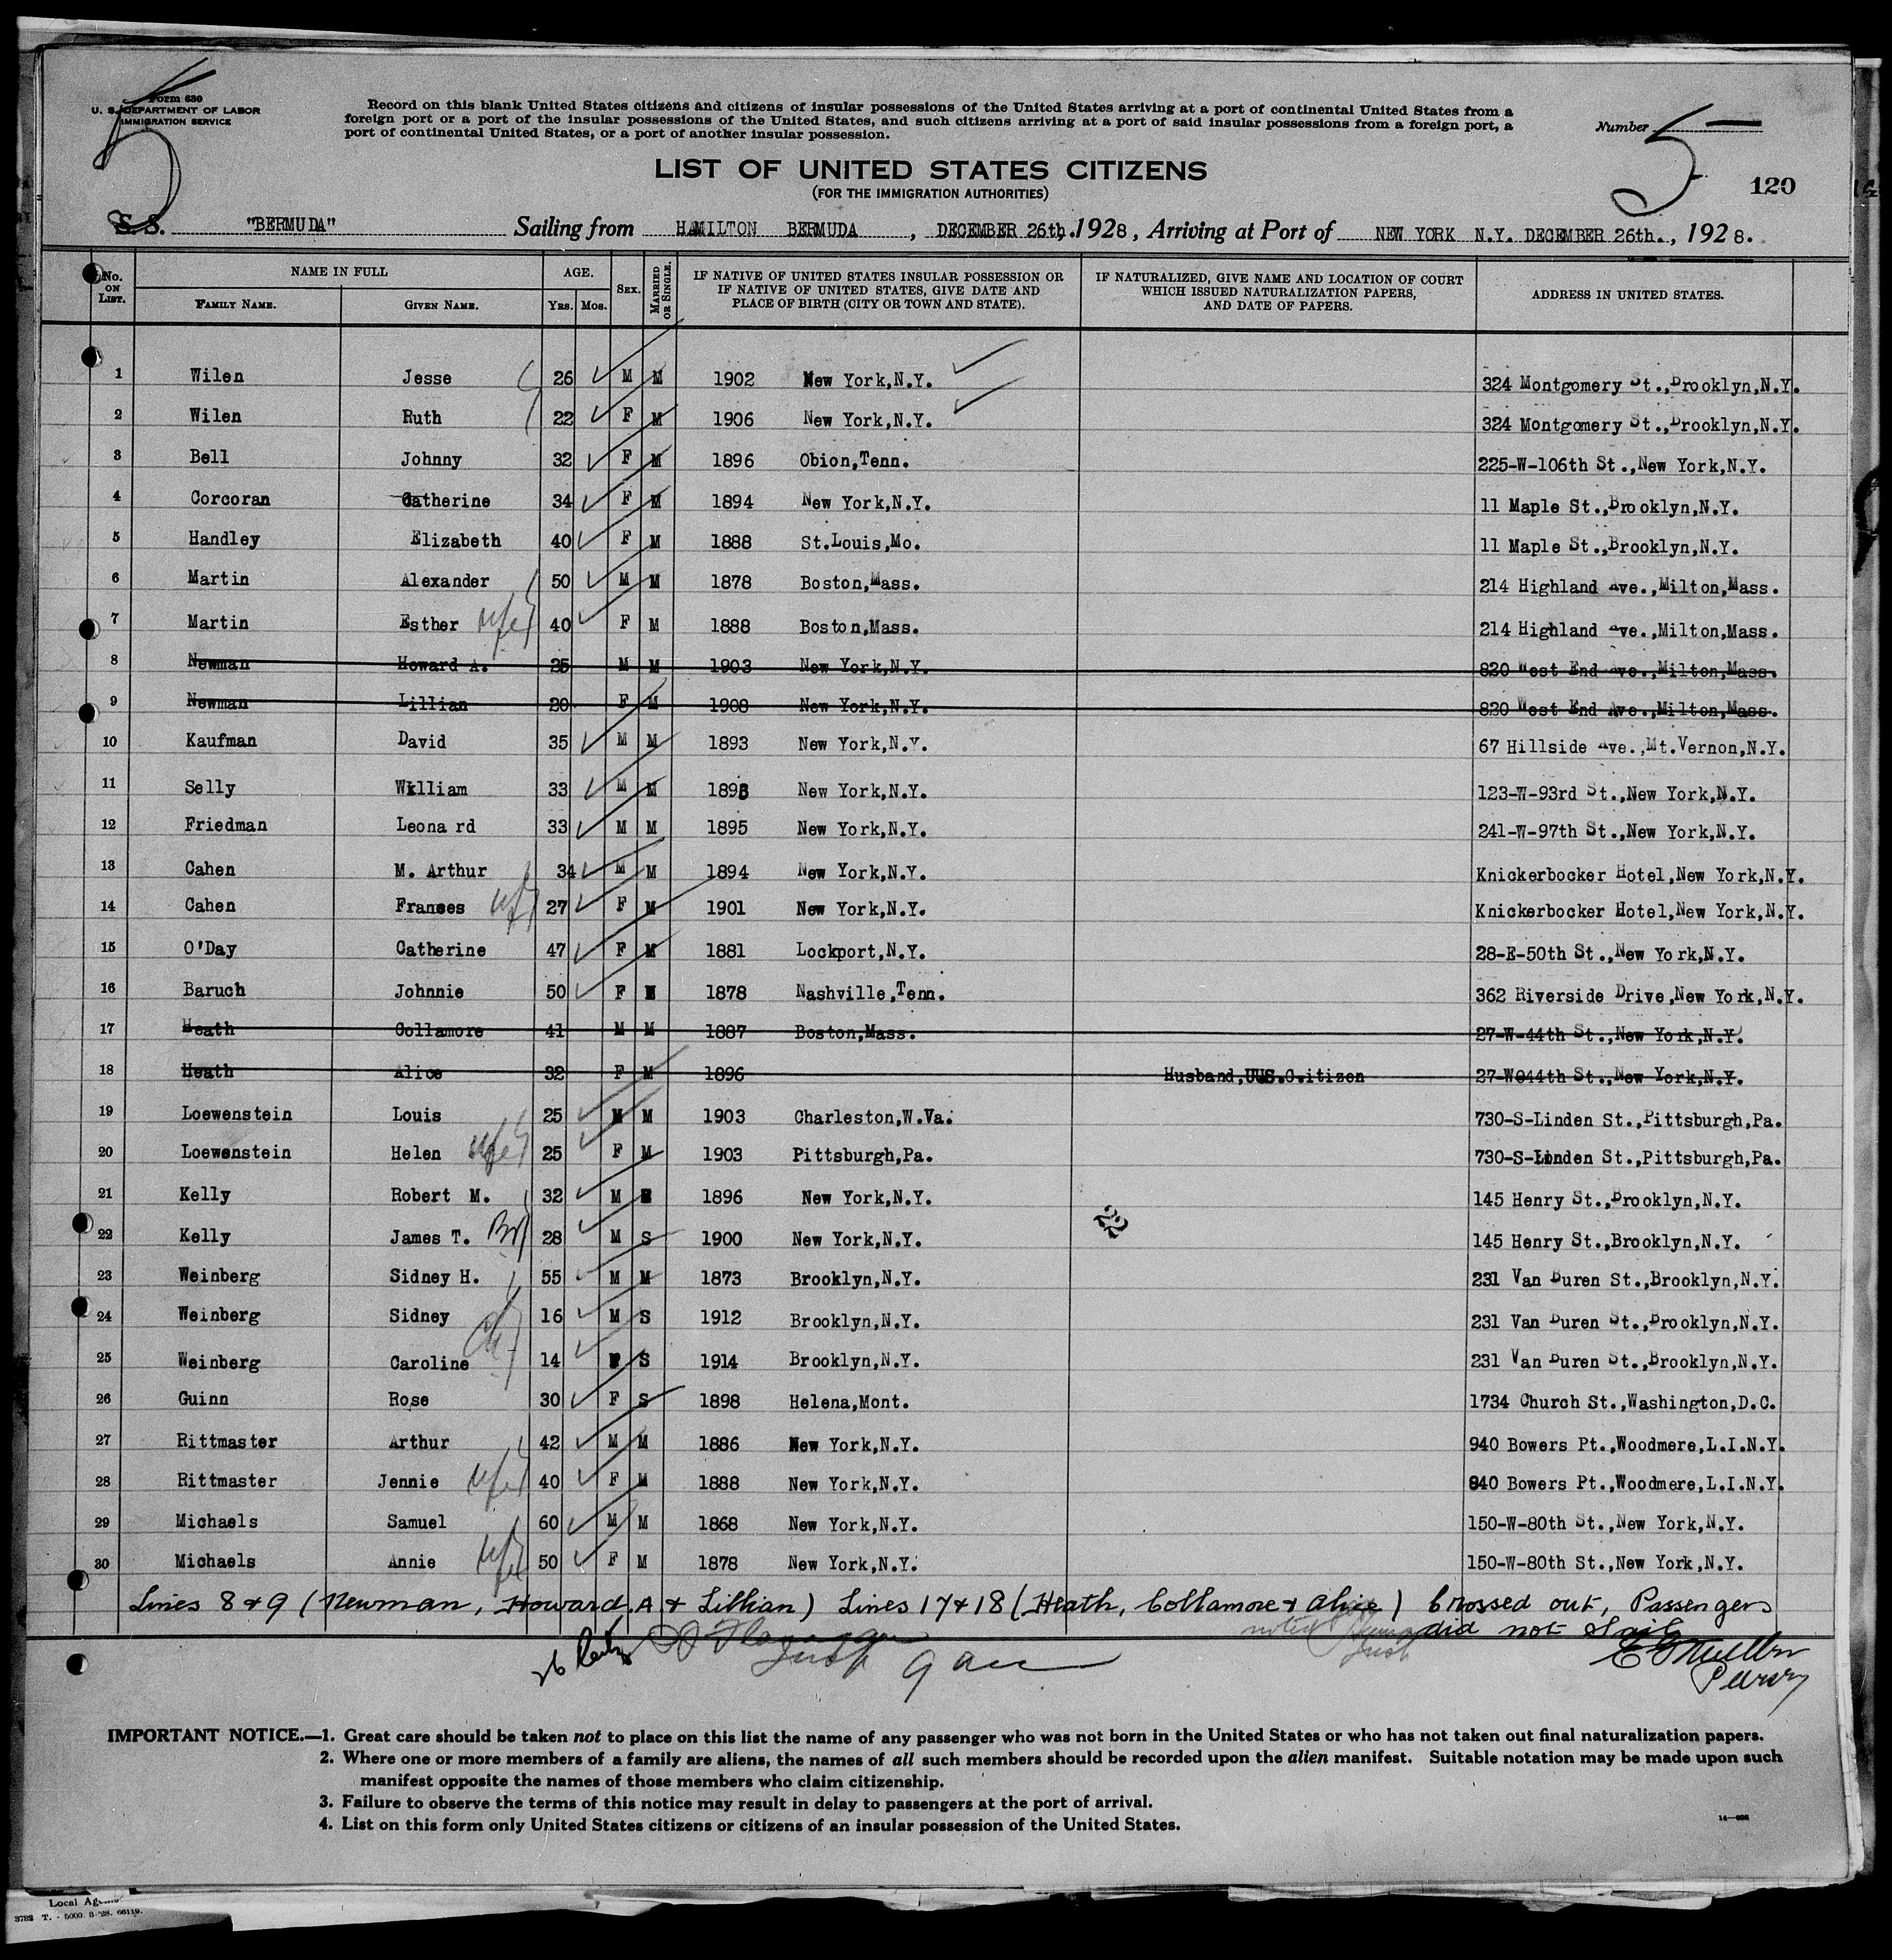 Form 630
U. S. DEPARTMENT OF LABOR
IMMIGRATION SERVICE
5
Record on this blank United States citizens and citizens of insular possessions of the United States arriving at a port of continental United States from a
foreign port or a port of the insular possessions of the United States, and such citizens arriving at a port of said insular possessions from a foreign port, a
port of continental United States, or a port of another insular possession.
Number 5
120
LIST OF UNITED STATES CITIZENS
(FOR THE IMMIGRATION AUTHORITIES)
S.S. "BERMUDA" Sailing from HAMILTON BERMUDA, DECEMBER 26th, 1928, Arriving at Port of NEW YORK N.Y. DECEMBER 26th., 1928.
No. ON LIST. NAME IN FULL FAMILY NAME. GIVEN NAME. AGE. Yrs. Mos. SEX. MARRIED OR SINGLE. IF NATIVE OF UNITED STATES INSULAR POSSESSION OR IF NATIVE OF UNITED STATES, GIVE DATE AND PLACE OF BIRTH (CITY OR TOWN AND STATE). IF NATURALIZED, GIVE NAME AND LOCATION OF COURT WHICH ISSUED NATURALIZATION PAPERS, AND DATE OF PAPERS. ADDRESS IN UNITED STATES.
1 Wilen Jesse 26 M M 1902 New York,N.Y. 324 Montgomery St.,Brooklyn,N.Y.
2 Wilen Ruth 22 F M 1906 New York,N.Y. 324 Montgomery St.,Brooklyn,N.Y.
3 Bell Johnny 32 F M 1896 Obion,Tenn. 225-W-106th St.,New York,N.Y.
4 Corcoran Catherine 34 F M 1894 New York,N.Y. 11 Maple St.,Brooklyn,N.Y.
5 Handley Elizabeth 40 F M 1888 St.Louis,Mo. 11 Maple St.,Brooklyn,N.Y.
6 Martin Alexander 50 M M 1878 Boston,Mass. 214 Highland Ave.,Milton,Mass.
7 Martin Esther wife 40 F M 1888 Boston,Mass. 214 Highland Ave.,Milton,Mass.
8 Newman Howard A. 25 M M 1903 New York,N.Y. 820 West End Ave.,Milton,Mass.
9 Newman Lillian 20 F M 1908 New York,N.Y. 820 West End Ave.,Milton,Mass.
10 Kaufman David 35 M M 1893 New York,N.Y. 67 Hillside Ave.,Mt.Vernon,N.Y.
11 Selly William 33 M M 1895 New York,N.Y. 123-W-93rd St.,New York,N.Y.
12 Friedman Leonard 33 M M 1895 New York,N.Y. 241-W-97th St.,New York,N.Y.
13 Cahen M. Arthur 34 M M 1894 New York,N.Y. Knickerbocker Hotel,New York,N.Y.
14 Cahen Frances wf 27 F M 1901 New York,N.Y. Knickerbocker Hotel,New York,N.Y.
15 O'Day Catherine 47 F M 1881 Lockport,N.Y. 28-E-50th St.,New York,N.Y.
16 Baruch Johnnie 50 F M 1878 Nashville,Tenn. 362 Riverside Drive,New York,N.Y.
17 Heath Collamore 41 M M 1887 Boston,Mass. 27-W-44th St.,New York,N.Y.
18 Heath Alice 32 F M 1896 Husband,UUS.C.itizen 27-W044th St.,New York,N.Y.
19 Loewenstein Louis 25 M M 1903 Charleston,W.Va. 730-S-Linden St.,Pittsburgh,Pa.
20 Loewenstein Helen wife 25 F M 1903 Pittsburgh,Pa. 730-S-Linden St.,Pittsburgh,Pa.
21 Kelly Robert M. 32 M 1896 New York,N.Y. 145 Henry St.,Brooklyn,N.Y.
22 Kelly James T. Br 28 M S 1900 New York,N.Y. 22 145 Henry St.,Brooklyn,N.Y.
23 Weinberg Sidney H. 55 M M 1873 Brooklyn,N.Y. 231 Van Buren St.,Brooklyn,N.Y.
24 Weinberg Sidney 16 M S 1912 Brooklyn,N.Y. 231 Van Buren St.,Brooklyn,N.Y.
25 Weinberg Caroline Ch 14 F S 1914 Brooklyn,N.Y. 231 Van Buren St.,Brooklyn,N.Y.
26 Guinn Rose 30 F S 1898 Helena,Mont. 1734 Church St.,Washington,D.C.
27 Rittmaster Arthur 42 M M 1886 New York,N.Y. 940 Bowers Pt.,Woodmere,L.I.N.Y.
28 Rittmaster Jennie wife 40 F M 1888 New York,N.Y. 940 Bowers Pt.,Woodmere,L.I.N.Y.
29 Michaels Samuel 60 M M 1868 New York,N.Y. 150-W-80th St.,New York,N.Y.
30 Michaels Annie wife 50 F M 1878 New York,N.Y. 150-W-80th St.,New York,N.Y.
Lines 8 & 9 (Newman, Howard.A & Lillian) Lines 17 & 18 (Heath, Collamore & Alice) Crossed out, Passengers
did not Sail
Insp
Insp
Purser
IMPORTANT NOTICE.—1. Great care should be taken not to place on this list the name of any passenger who was not born in the United States or who has not taken out final naturalization papers.
2. Where one or more members of a family are aliens, the names of all such members should be recorded upon the alien manifest. Suitable notation may be made upon such
manifest opposite the names of those members who claim citizenship.
3. Failure to observe the terms of this notice may result in delay to passengers at the port of arrival.
4. List on this form only United States citizens or citizens of an insular possession of the United States.
Local